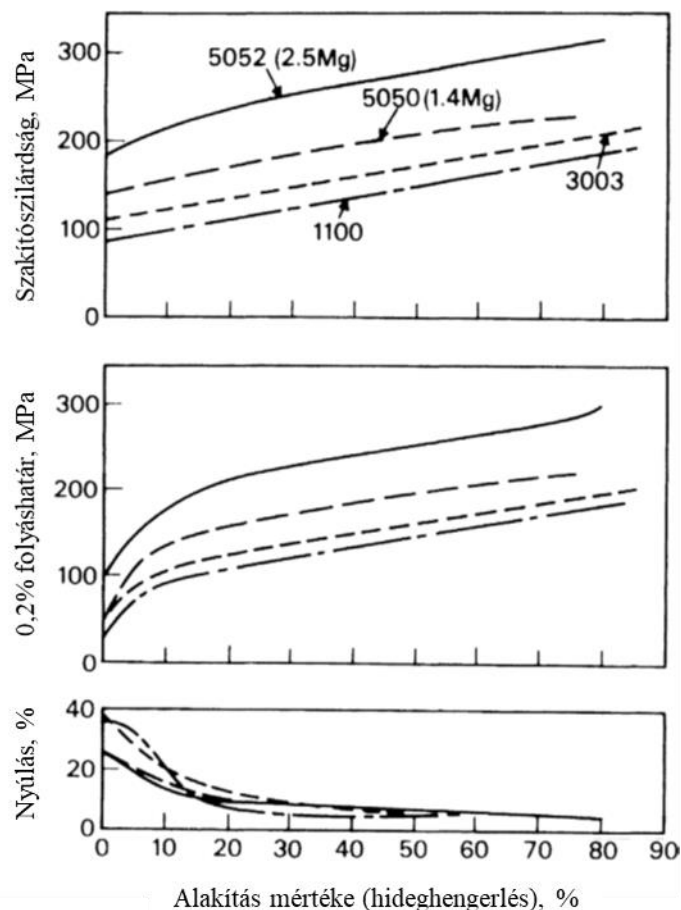 Szakítószilárdság, MPa
300
200
100
0
5052 (2.5Mg)
5050 (1.4Mg)
3003
1100
0,2% folyáshatár, MPa
300
200
100
0
Nyúlás, %
40
20
0
0 10 20 30 40 50 60 70 80 90
Alakítás mértéke (hideghengerlés), %